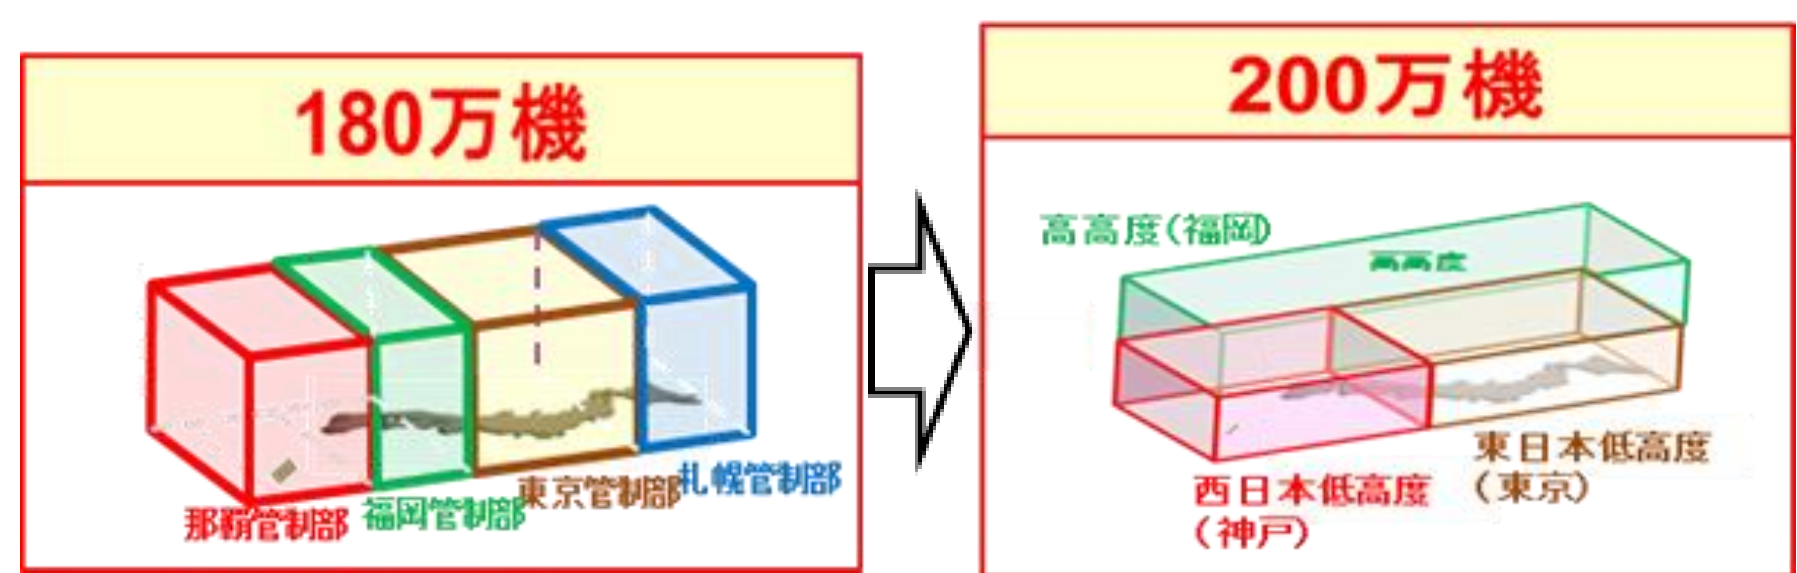 180万機
那覇管制部
福岡管制部
東京管制部
札幌管制部
200万機
高高度(福岡)
高高度
東日本低高度
(東京)
西日本低高度
(神戸)